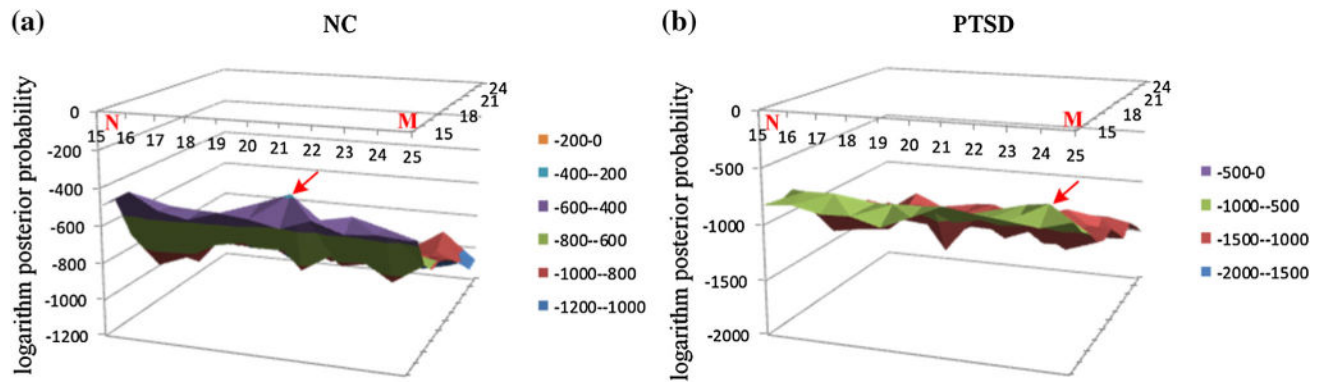 (a) NC
logarithm posterior probability
0
-200
-400
-600
-800
-1000
-1200
N
15 16 17 18 19 20 21 22 23 24 25
M
15 18 21 24
-200-0
-400--200
-600--400
-800--600
-1000--800
-1200--1000
(b) PTSD
logarithm posterior probability
0
-500
-1000
-1500
-2000
N
15 16 17 18 19 20 21 22 23 24 25
M
15 18 21 24
-500-0
-1000--500
-1500--1000
-2000--1500